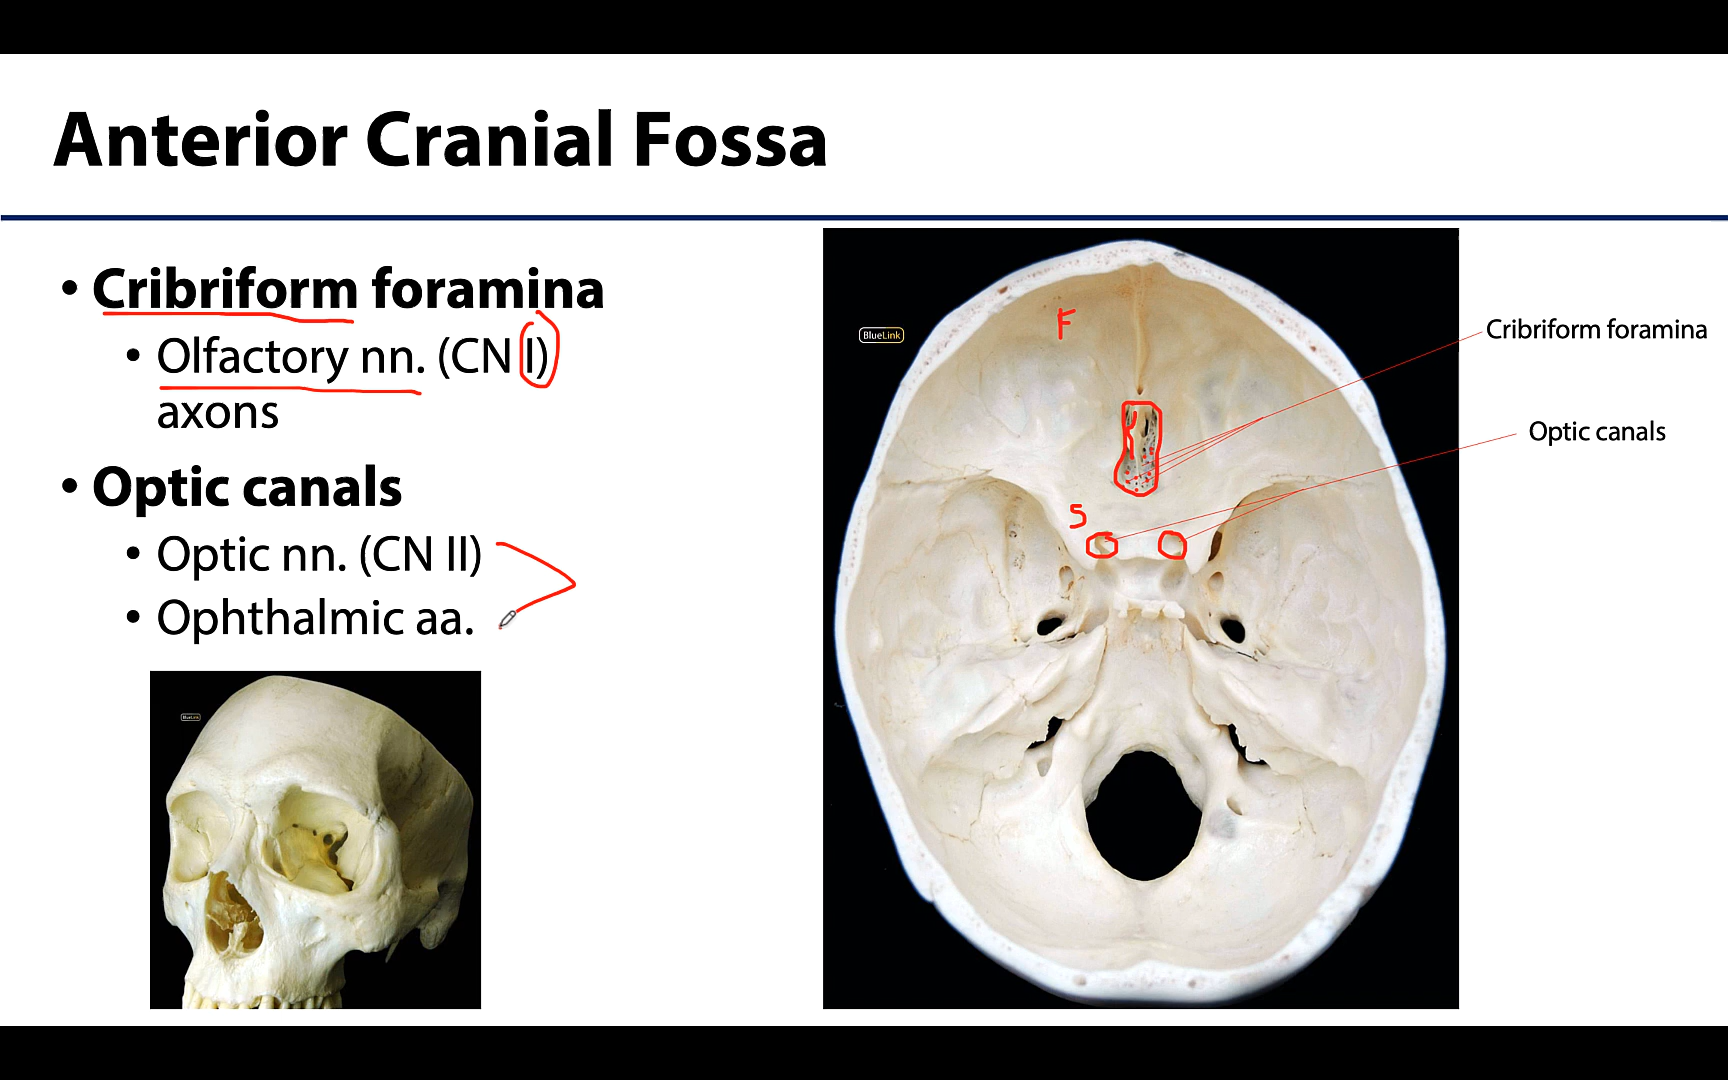 Anterior Cranial Fossa
• Cribriform foramina
• Olfactory nn. (CN I)
axons
• Optic canals
• Optic nn. (CN II)
• Ophthalmic aa.
BlueLink
BlueLink
F
S
Cribriform foramina
Optic canals